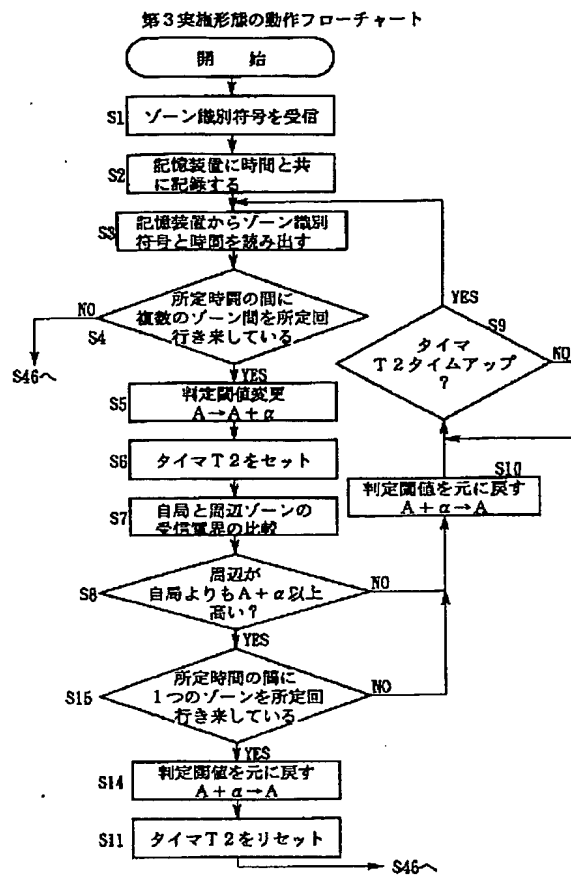 第３実施形態の動作フローチャート
開　始
S1
ゾーン識別符号を受信
S2
記憶装置に時間と共
に記録する
S3
記憶装置からゾーン識別
符号と時間を読み出す
所定時間の間に
複数のゾーン間を所定回
行き来している
NO
S4
S46へ
YES
S5
判定閾値変更
A→A+α
S6
タイマT２をセット
S7
自局と周辺ゾーンの
受信電界の比較
S8
周辺が
自局よりもA+α以上
高い？
NO
YES
S15
所定時間の間に
１つのゾーンを所定回
行き来している
NO
YES
S14
判定閾値を元に戻す
A+α→A
S11
タイマT２をリセット
S46へ
YES
S9
タイマ
T２タイムアップ
？
NO
S10
判定閾値を元に戻す
A+α→A